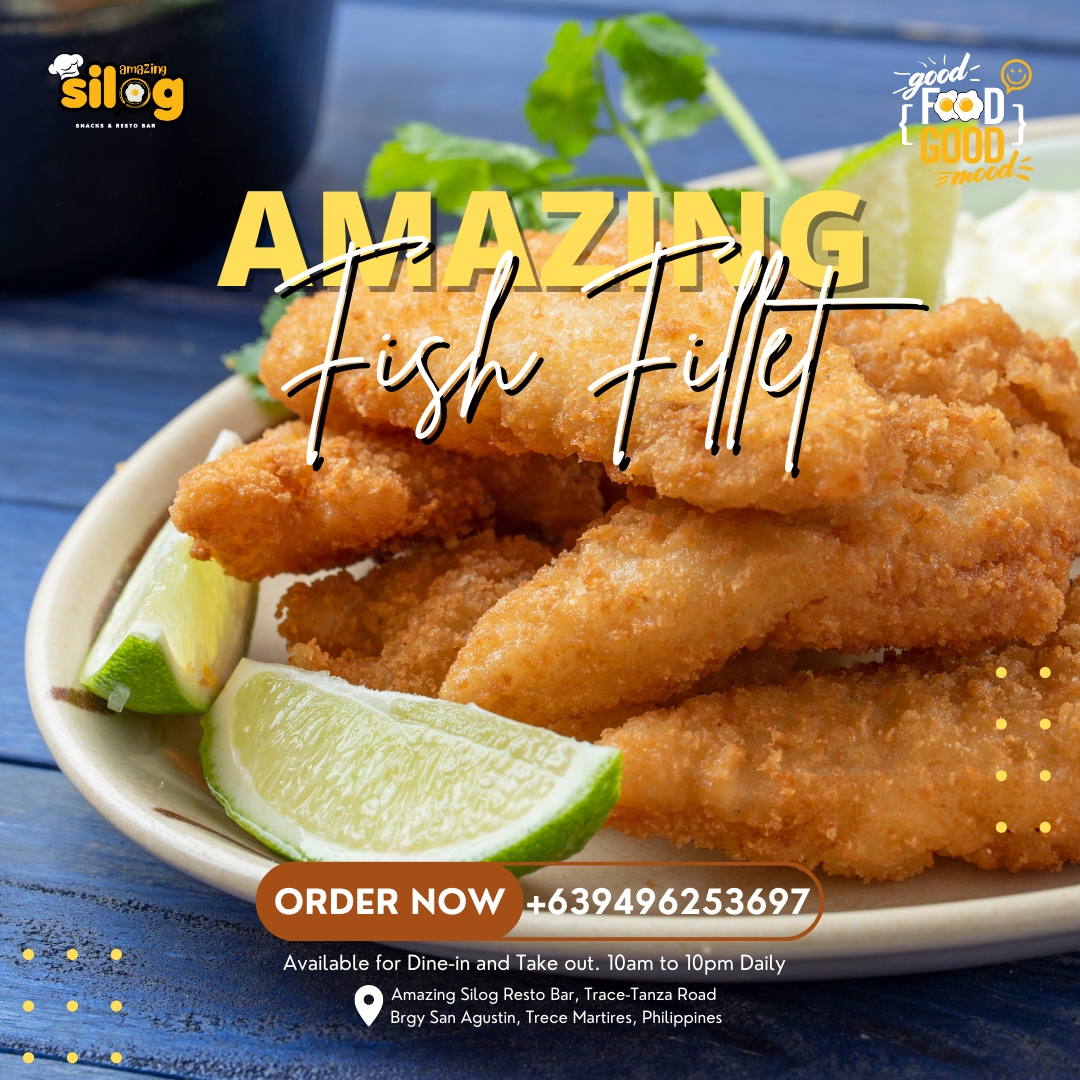 amazing
silog
SNACKS & RESTO BAR
good
FOOD
GOOD
mood
AMAZING
Fish Fillet
ORDER NOW +639496253697
Available for Dine-in and Take out. 10am to 10pm Daily
Amazing Silog Resto Bar, Trace-Tanza Road
Brgy San Agustin, Trece Martires, Philippines